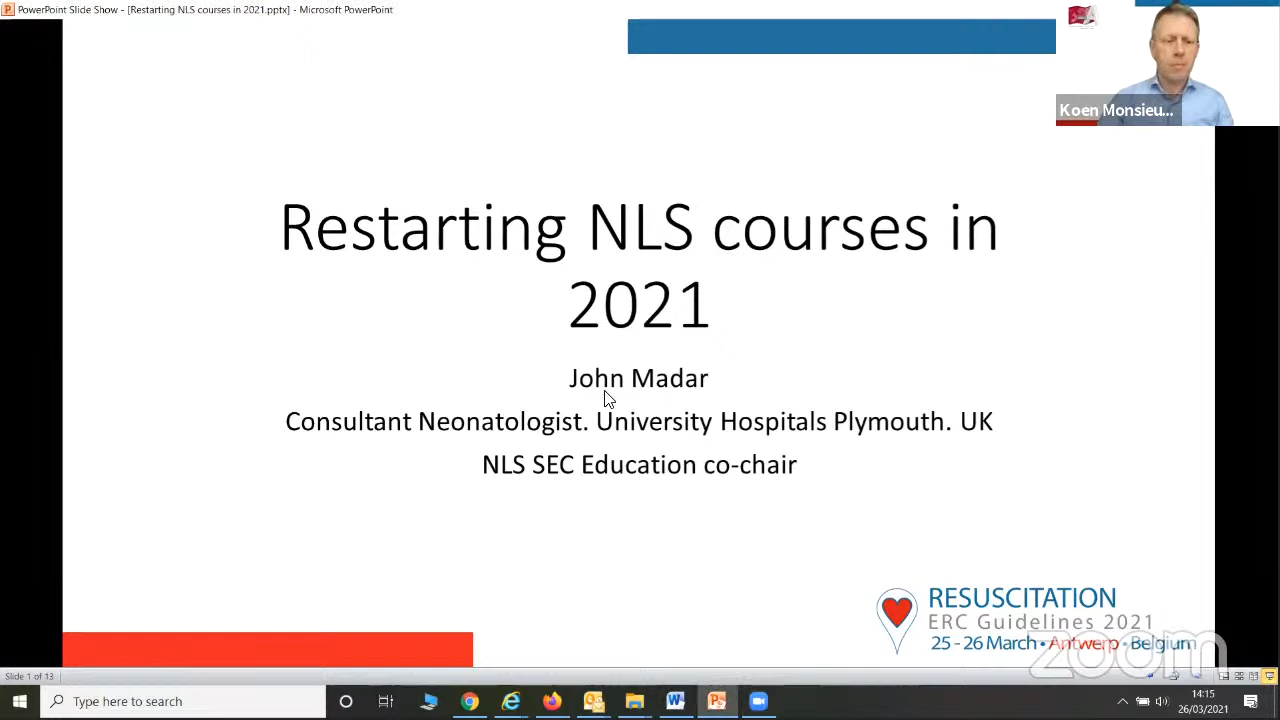 PowerPoint Slide Show - [Restarting NLS courses in 2021.pptx] - Microsoft PowerPoint
Koen Monsieu...
Restarting NLS courses in
2021
John Madar
Consultant Neonatologist. University Hospitals Plymouth. UK
NLS SEC Education co-chair
RESUSCITATION
ERC Guidelines 2021
25 - 26 March • Antwerp • Belgium
zoom
Slide 1 of 13
Type here to search
14:15
26/03/2021